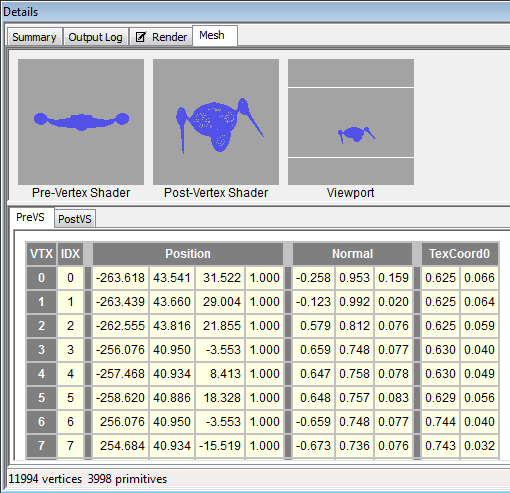 Details
Summary Output Log Render Mesh
Pre-Vertex Shader Post-Vertex Shader Viewport
PreVS PostVS
VTX IDX Position Normal TexCoord0
0 0 -263.618 43.541 31.522 1.000 -0.258 0.953 0.159 0.625 0.066
1 1 -263.439 43.660 29.004 1.000 -0.123 0.992 0.020 0.625 0.064
2 2 -262.555 43.816 21.855 1.000 0.579 0.812 0.076 0.625 0.059
3 3 -256.076 40.950 -3.553 1.000 0.659 0.748 0.077 0.630 0.040
4 4 -257.468 40.934 8.413 1.000 0.647 0.758 0.078 0.630 0.049
5 5 -258.620 40.886 18.328 1.000 0.648 0.757 0.083 0.629 0.056
6 6 256.076 40.950 -3.553 1.000 -0.659 0.748 0.077 0.744 0.040
7 7 254.684 40.934 -15.519 1.000 -0.673 0.736 0.076 0.743 0.032
11994 vertices 3998 primitives